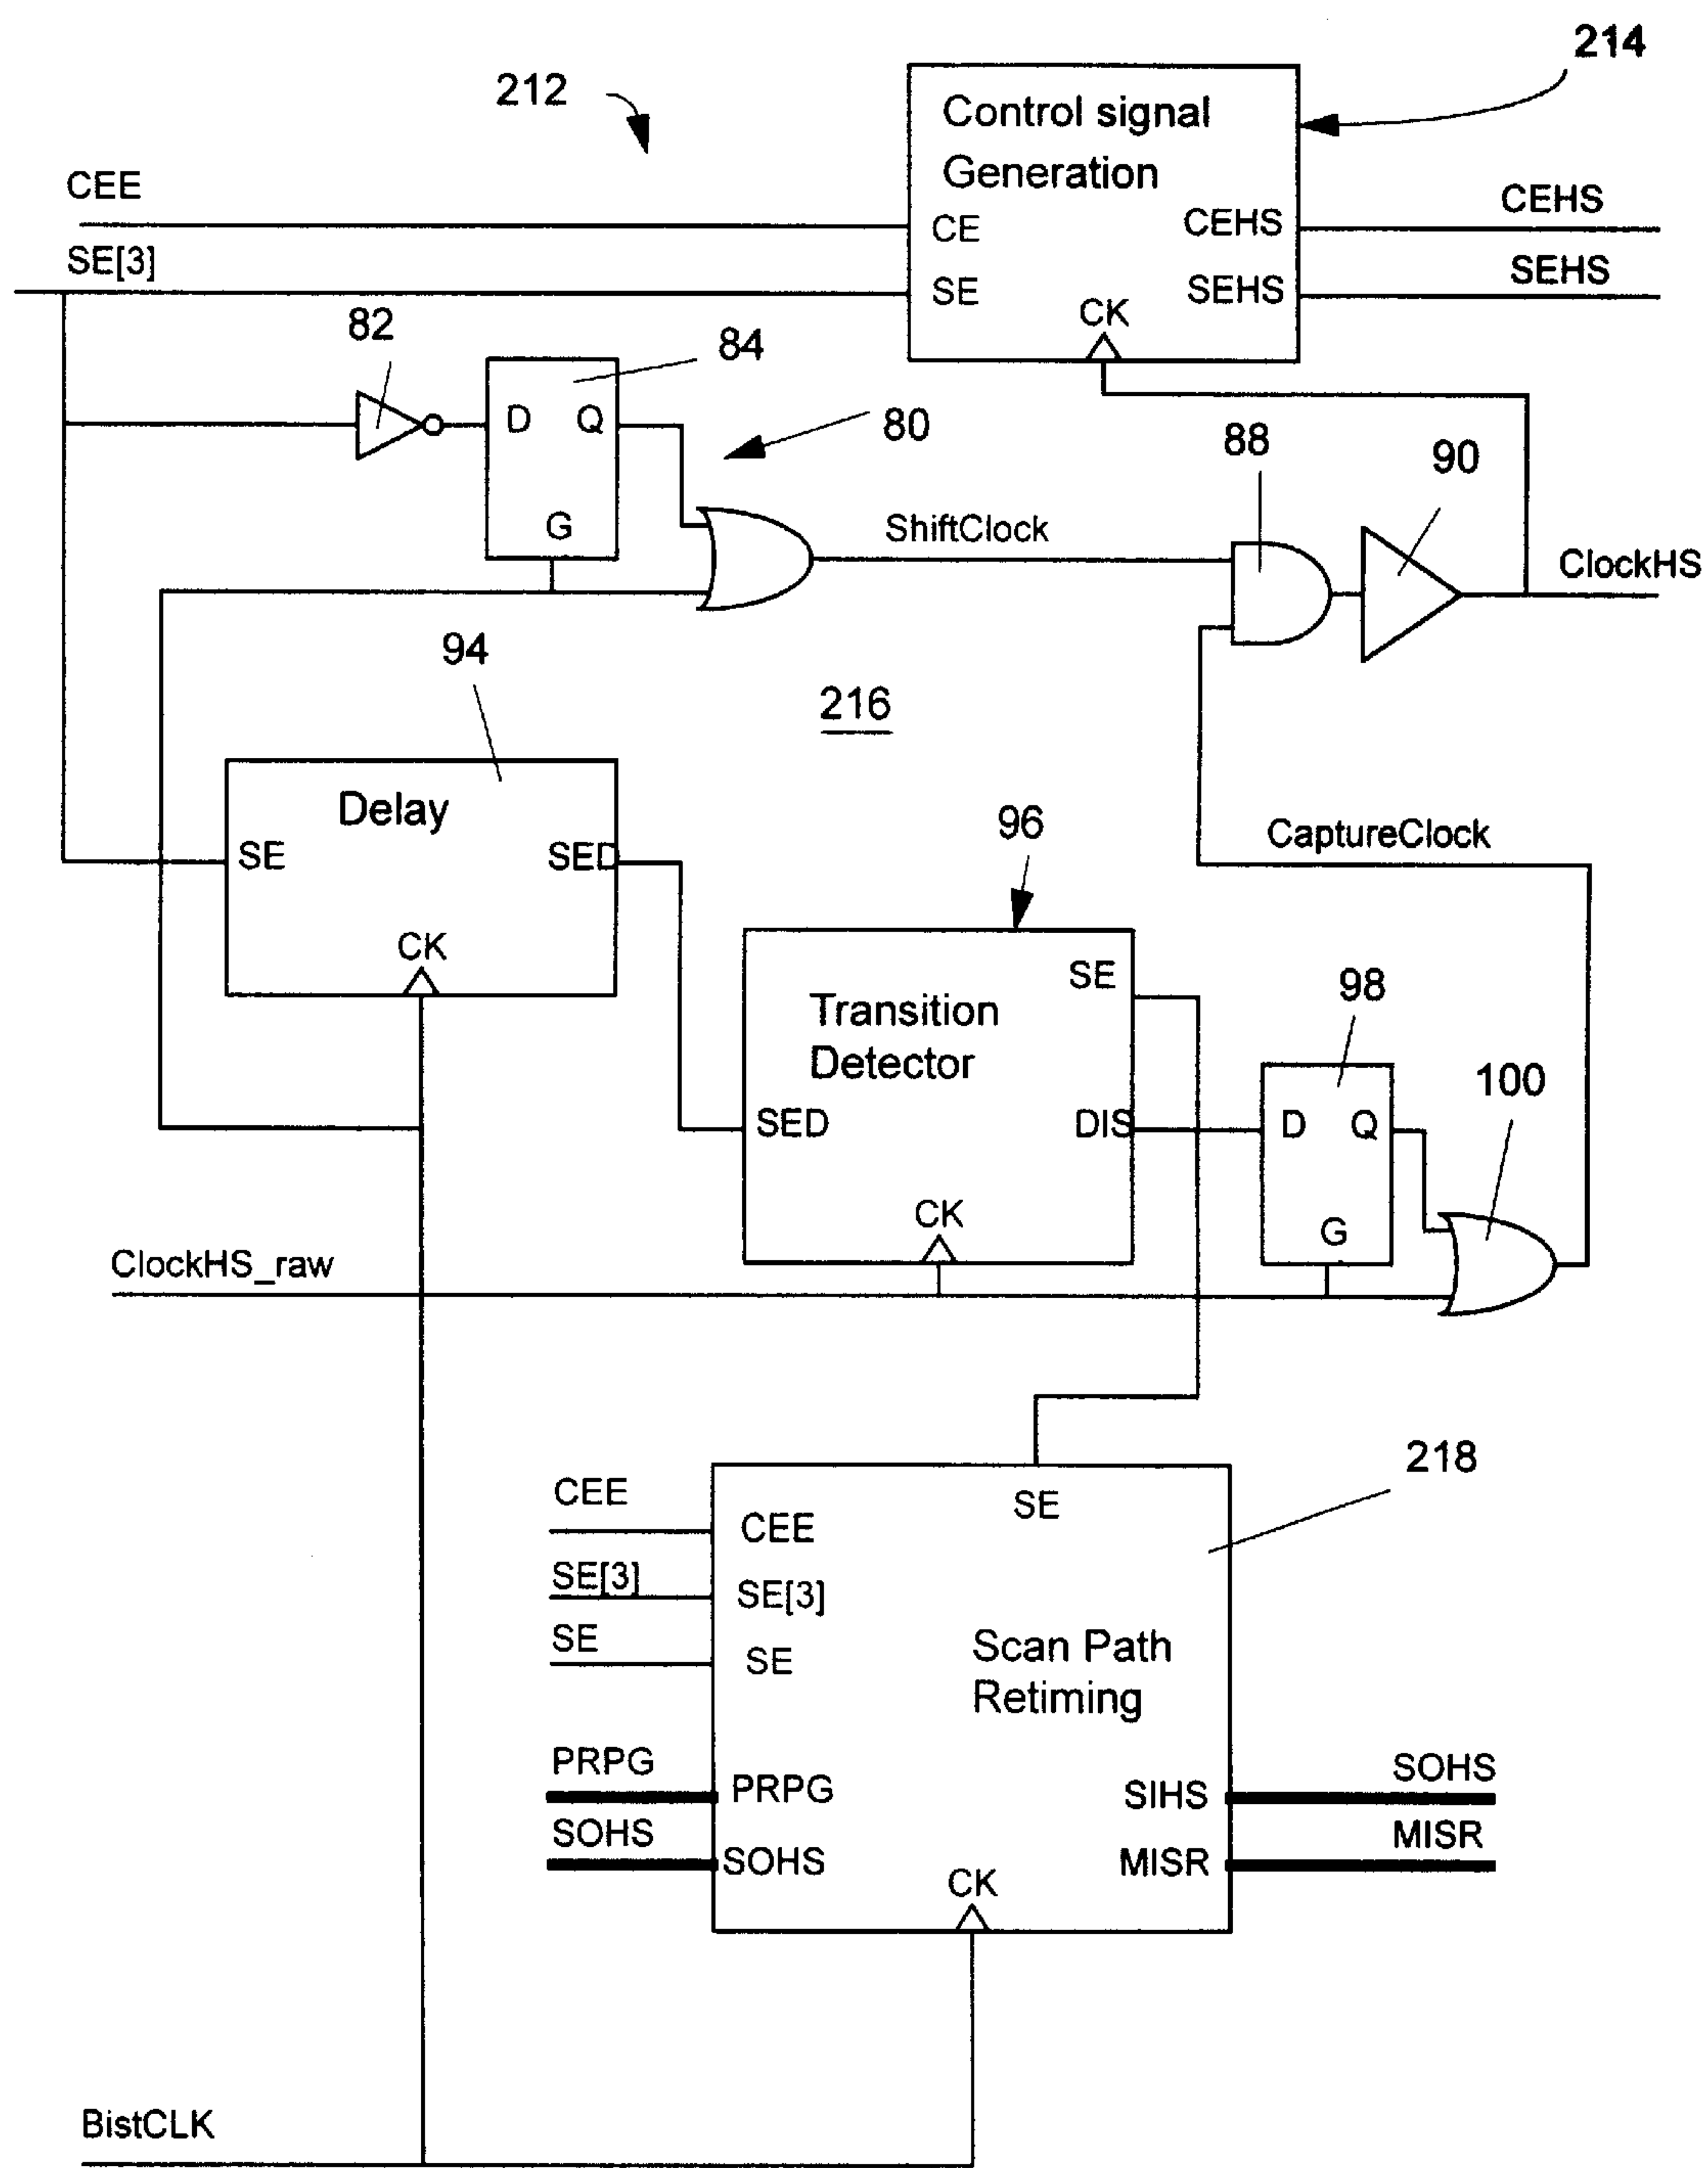 214
212
Control signal
Generation
CEE
CE
CEHS
CEHS
SE[3]
SE
SEHS
SEHS
CK
82
84
D
Q
80
88
90
G
ShiftClock
ClockHS
94
216
Delay
SE
SED
96
CaptureClock
CK
SE
98
Transition
Detector
100
SED
DIS
D
Q
CK
G
ClockHS_raw
218
CEE
SE
CEE
SE[3]
SE[3]
SE
SE
Scan Path
Retiming
PRPG
PRPG
SIHS
SOHS
SOHS
SOHS
MISR
MISR
CK
BistCLK